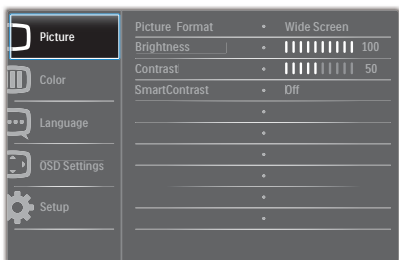 Picture
Color
Language
OSD Settings
Setup
Picture Format • Wide Screen
Brightness • 100
Contrast • 50
SmartContrast • Off
•
•
•
•
•
•